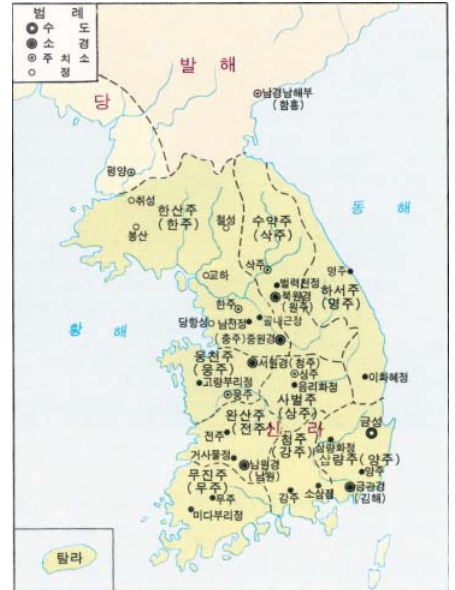 범 례
수 도
소 경
주 치 소
정
당
발 해
남경남해부
(함흥)
평양
취성
봉산
한산주
(한주)
철성
수약주
(삭주)
동 해
교하
삭주
벌력천정
북원경
(원주)
명주
하서주
(명주)
한주
당항성
남천정
골내근정
(충주)중원경
황 해
웅천주
(웅주)
서원경(청주)
상주
고량부리정
음리화정
이화혜정
웅주
사벌주
(상주)
완산주
(전주)
신 라
금성
전주
청주
(강주)
삼량화정
삽량주(양주)
거사물정
양주
남원경
(남원)
무진주
(무주)
무주
강주
소삼정
금관경
(김해)
미다부리정
탐라